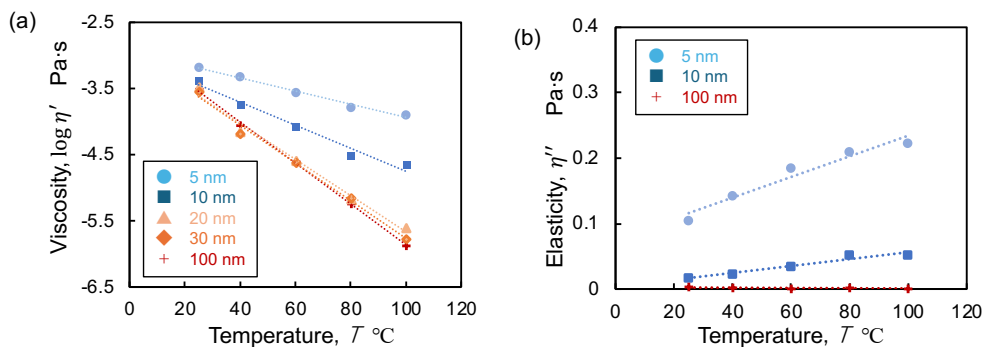 (a)
Viscosity, log η′ Pa·s
-2.5
-3.5
-4.5
-5.5
-6.5
5 nm
10 nm
20 nm
30 nm
100 nm
0 20 40 60 80 100 120
Temperature, T ℃
(b)
Elasticity, η′′ Pa·s
0.4
0.3
0.2
0.1
0
5 nm
10 nm
100 nm
0 20 40 60 80 100 120
Temperature, T ℃